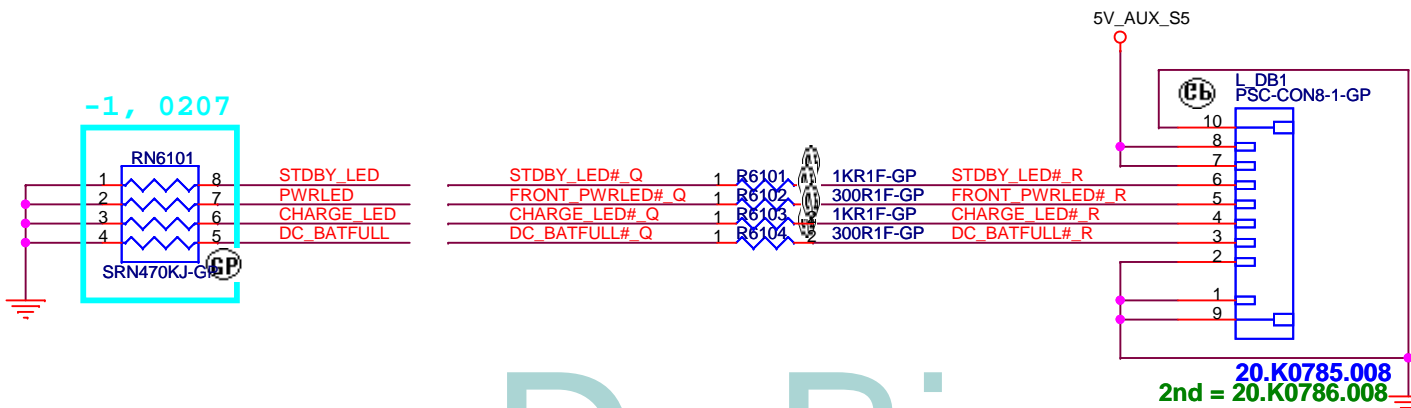 5V_AUX_S5
-1, 0207
L_DB1
PSC-CON8-1-GP
RN6101
10
8
7
1 8 STDBY_LED STDBY_LED#_Q 1 R6101 1KR1F-GP STDBY_LED#_R 6
2 7 PWRLED FRONT_PWRLED#_Q 1 R6102 300R1F-GP FRONT_PWRLED#_R 5
3 6 CHARGE_LED CHARGE_LED#_Q 1 R6103 1KR1F-GP CHARGE_LED#_R 4
4 5 DC_BATFULL DC_BATFULL#_Q 1 R6104 2 300R1F-GP DC_BATFULL#_R 3
2
SRN470KJ-GP
GP
1
9
20.K0785.008
2nd = 20.K0786.008